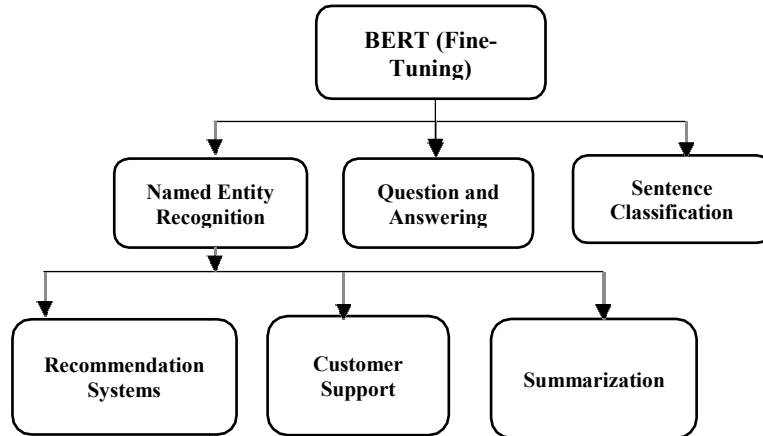 BERT (Fine-
Tuning)
Named Entity
Recognition
Question and
Answering
Sentence
Classification
Recommendation
Systems
Customer
Support
Summarization